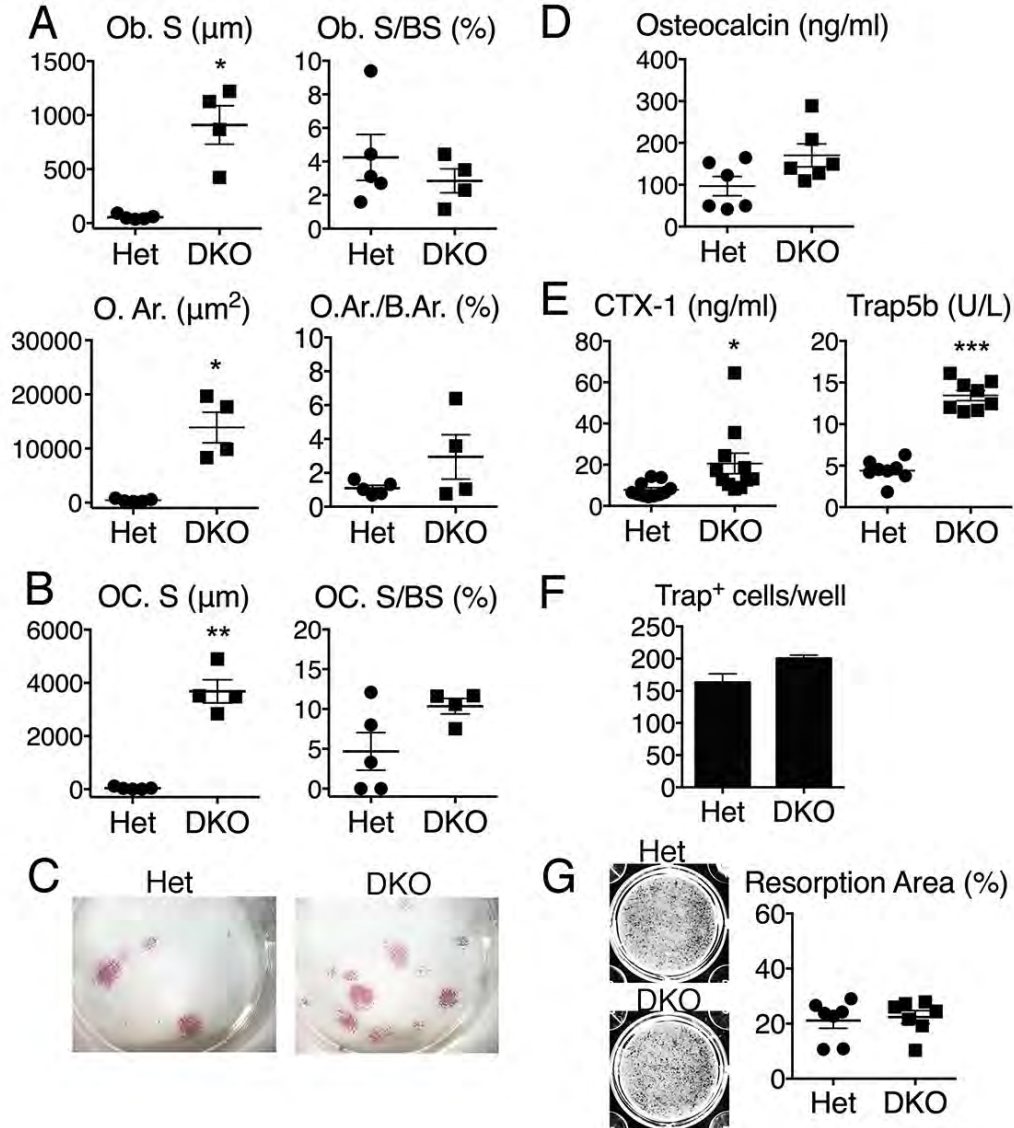 A
Ob. S (µm)
1500
1000
500
0
*
Het
DKO
Ob. S/BS (%)
10
8
6
4
2
0
Het
DKO
O. Ar. (µm²)
30000
20000
10000
0
*
Het
DKO
O.Ar./B.Ar. (%)
10
8
6
4
2
0
Het
DKO
B
OC. S (µm)
6000
4000
2000
0
**
Het
DKO
OC. S/BS (%)
20
15
10
5
0
Het
DKO
C
Het
DKO
D
Osteocalcin (ng/ml)
400
300
200
100
0
Het
DKO
E
CTX-1 (ng/ml)
80
60
40
20
0
*
Het
DKO
Trap5b (U/L)
20
15
10
5
0
***
Het
DKO
F
Trap⁺ cells/well
250
200
150
100
50
0
Het
DKO
G
Het
DKO
Resorption Area (%)
60
40
20
0
Het
DKO